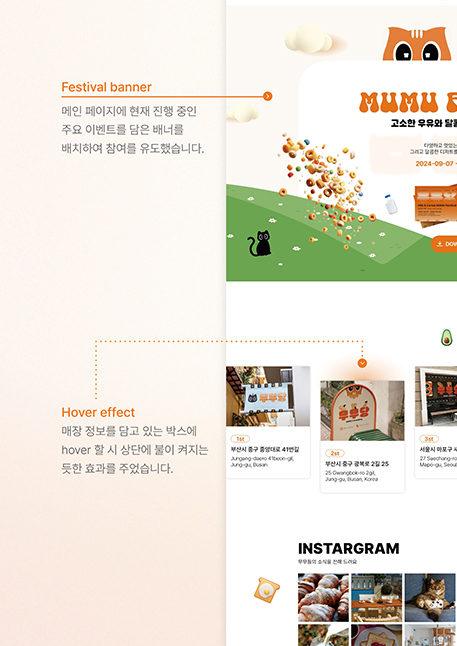 Festival banner
메인 페이지에 현재 진행 중인
주요 이벤트를 담은 배너를
배치하여 참여를 유도했습니다.
MUMU
고소한 우유와 달콤
다양하고 맛있는
그리고 달콤한 디저트를
2024-09-07 -
Hover effect
매장 정보를 담고 있는 박스에
hover 할 시 상단에 불이 켜지는
듯한 효과를 주었습니다.
1st
부산시 중구 중앙대로 41번길
Jungang-daero 41beon-gil,
Jung-gu, Busan
무무당
2st
부산시 중구 광복로 2길 25
25 Gwangbok-ro 2gil,
Jung-gu, Busan, Korea
3st
서울시 마포구
27 Saechang-ro
Mapo-gu, Seoul
INSTARGRAM
무무당의 소식을 전해 드려요